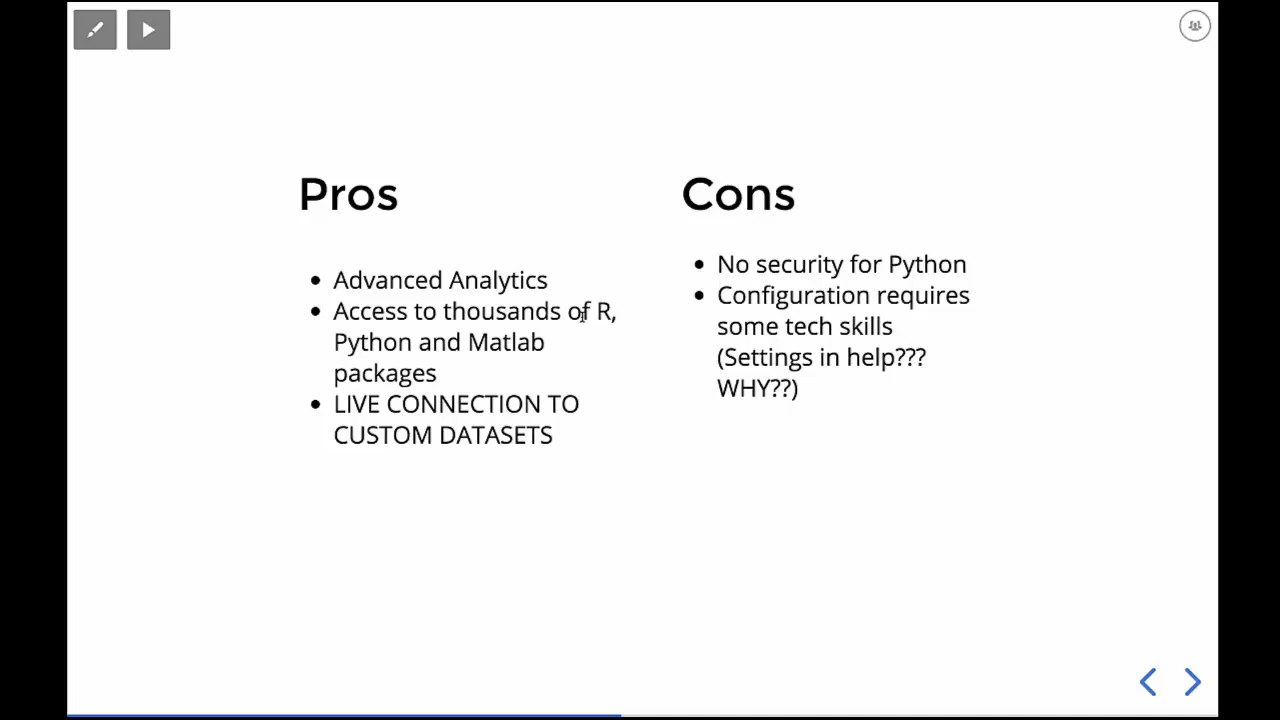 Pros
Advanced Analytics
Access to thousands of R,
Python and Matlab
packages
LIVE CONNECTION TO
CUSTOM DATASETS
Cons
No security for Python
Configuration requires
some tech skills
(Settings in help???
WHY??)